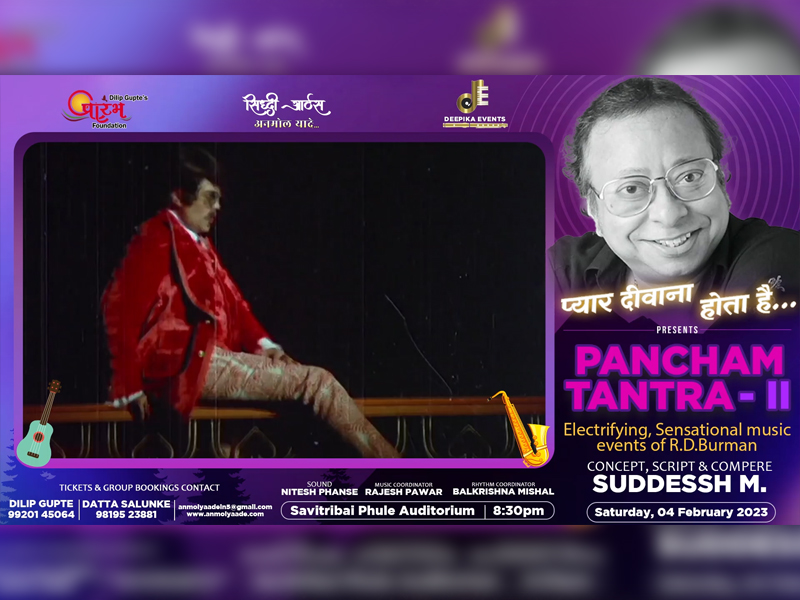 Dilip Gupte's
प्रारंभ
Foundation
सिध्दी आर्टस
अनमोल यादे...
DE
DEEPIKA EVENTS
प्यार दीवाना होता है...
PRESENTS
PANCHAM
TANTRA - II
Electrifying, Sensational music
events of R.D.Burman
CONCEPT, SCRIPT & COMPERE
SUDDESSH M.
Saturday, 04 February 2023
TICKETS & GROUP BOOKINGS CONTACT
DILIP GUPTE
99201 45064
DATTA SALUNKE
98195 23881
anmolyaadein5@gmail.com
www.anmolyaade.com
SOUND
NITESH PHANSE
MUSIC COORDINATOR
RAJESH PAWAR
RHYTHM COORDINATOR
BALKRISHNA MISHAL
Savitribai Phule Auditorium | 8:30pm